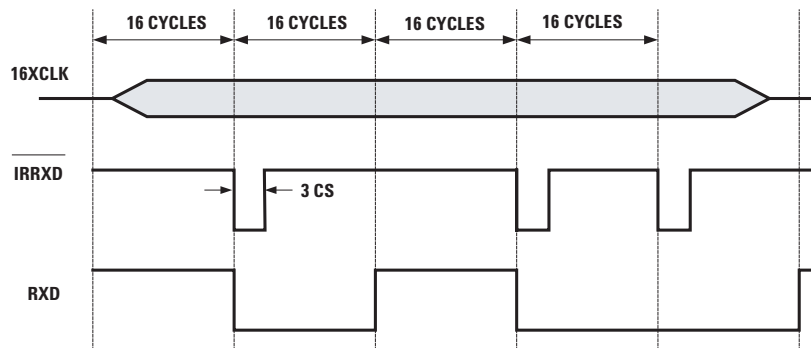 16 CYCLES 16 CYCLES 16 CYCLES 16 CYCLES
16XCLK
IRRXD
3 CS
RXD